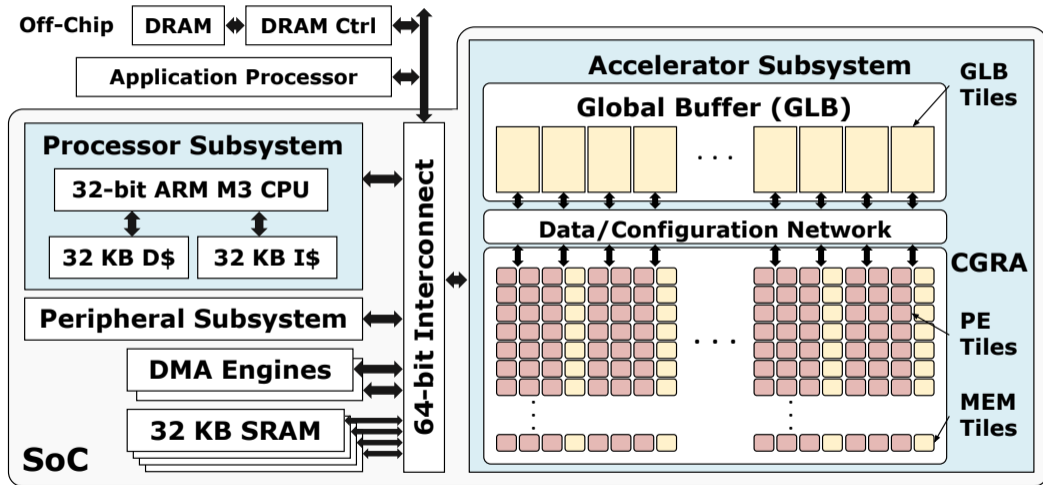 Off-Chip
DRAM
DRAM Ctrl
Application Processor
Processor Subsystem
32-bit ARM M3 CPU
32 KB D$
32 KB I$
Peripheral Subsystem
DMA Engines
32 KB SRAM
SoC
64-bit Interconnect
Accelerator Subsystem
Global Buffer (GLB)
GLB
Tiles
. . .
Data/Configuration Network
CGRA
PE
Tiles
. . .
MEM
Tiles